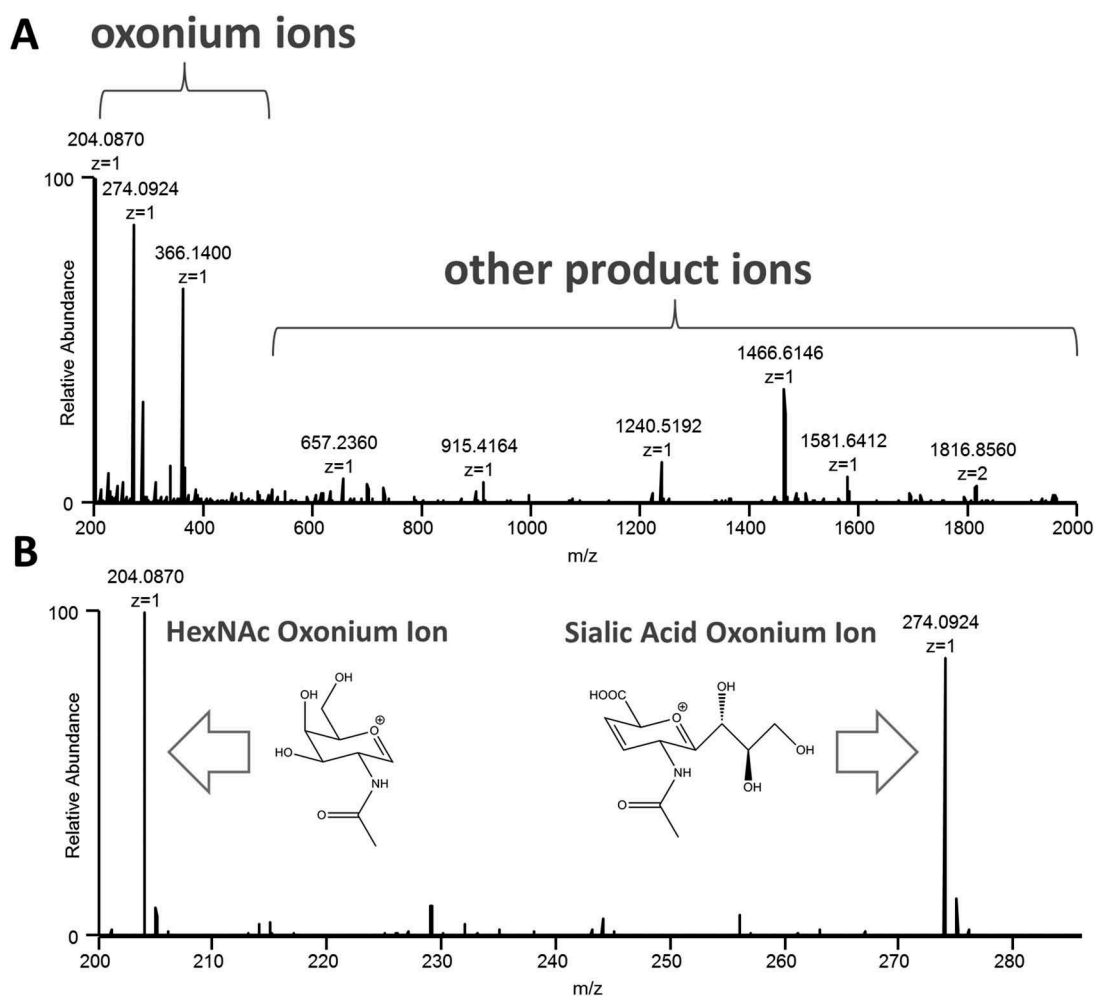 A
oxonium ions
204.0870
z=1
100
274.0924
z=1
366.1400
z=1
other product ions
Relative Abundance
1466.6146
z=1
1240.5192
z=1
1581.6412
z=1
657.2360
z=1
915.4164
z=1
1816.8560
z=2
0
200 400 600 800 1000 1200 1400 1600 1800 2000
m/z
B
204.0870
z=1
100
HexNAc Oxonium Ion
Sialic Acid Oxonium Ion
274.0924
z=1
Relative Abundance
OH
OH
O
⊕
HO
NH
O
HOOC
OH
O
⊕
OH
NH
OH
O
0
200 210 220 230 240 250 260 270 280
m/z